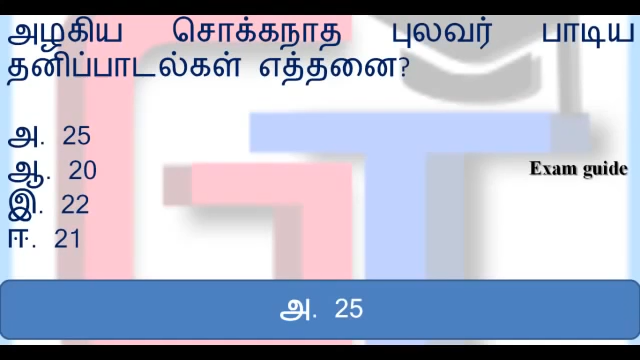 அழகிய சொக்கநாத புலவர் பாடிய
தனிப்பாடல்கள் எத்தனை?
அ. 25
ஆ. 20
Exam guide
இ. 22
ஈ. 21
அ. 25